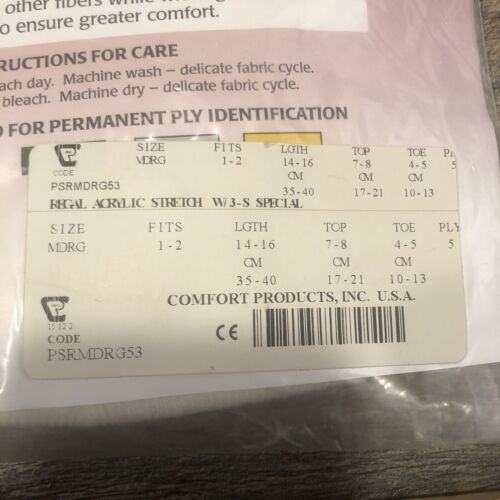 other fibers while
o ensure greater comfort.
RUCTIONS FOR CARE
ach day. Machine wash – delicate fabric cycle.
bleach. Machine dry – delicate fabric cycle.
D FOR PERMANENT PLY IDENTIFICATION
SIZE FITS LGTH TOP TOE PL
MDRG 1-2 14-16 7-8 4-5 5
CODE CM CM CM
PSRMDRG53 35-40 17-21 10-13
REGAL ACRYLIC STRETCH W/3-S SPECIAL
SIZE FITS LGTH TOP TOE PLY
MDRG 1-2 14-16 7-8 4-5 5
CM CM CM
35-40 17-21 10-13
COMFORT PRODUCTS, INC. U.S.A.
15 12 2
CODE CE
PSRMDRG53